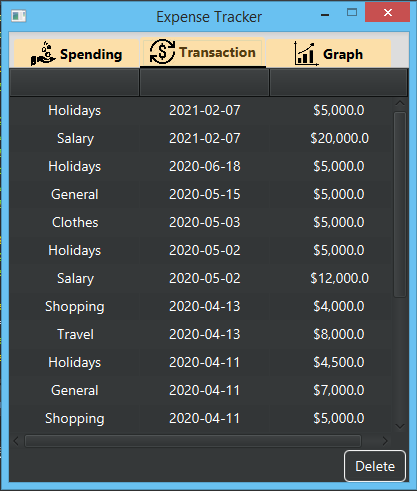 Expense Tracker
Spending Transaction Graph
Holidays 2021-02-07 $5,000.0
Salary 2021-02-07 $20,000.0
Holidays 2020-06-18 $5,000.0
General 2020-05-15 $5,000.0
Clothes 2020-05-03 $5,000.0
Holidays 2020-05-02 $5,000.0
Salary 2020-05-02 $12,000.0
Shopping 2020-04-13 $4,000.0
Travel 2020-04-13 $8,000.0
Holidays 2020-04-11 $4,500.0
General 2020-04-11 $7,000.0
Shopping 2020-04-11 $5,000.0
Delete